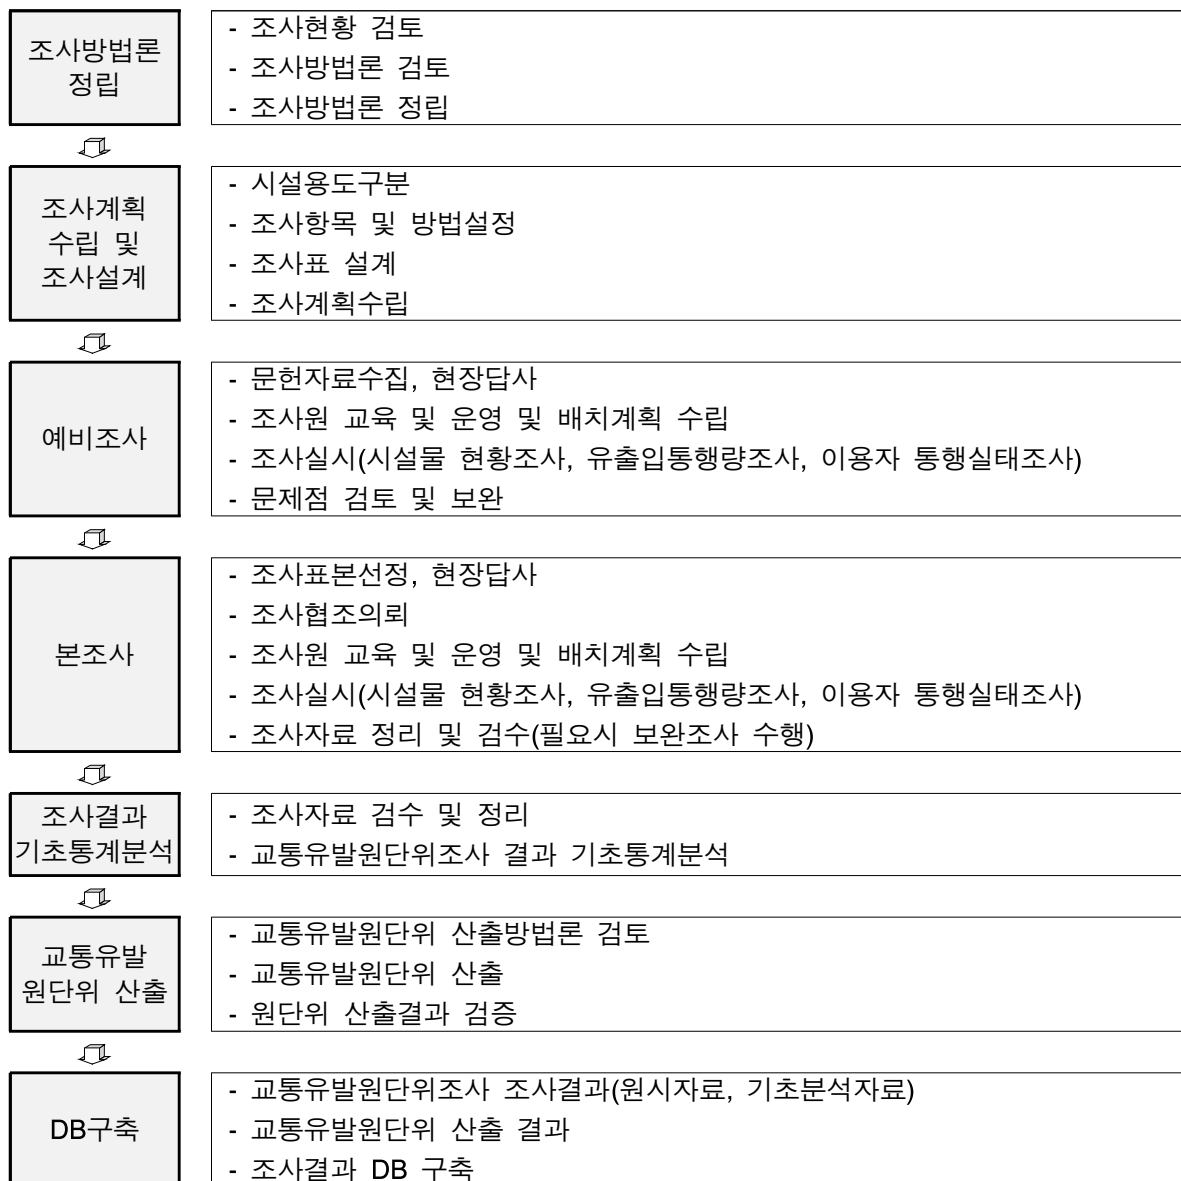 조사방법론
정립
- 조사현황 검토
- 조사방법론 검토
- 조사방법론 정립
조사계획
수립 및
조사설계
- 시설용도구분
- 조사항목 및 방법설정
- 조사표 설계
- 조사계획수립
예비조사
- 문헌자료수집, 현장답사
- 조사원 교육 및 운영 및 배치계획 수립
- 조사실시(시설물 현황조사, 유출입통행량조사, 이용자 통행실태조사)
- 문제점 검토 및 보완
본조사
- 조사표본선정, 현장답사
- 조사협조의뢰
- 조사원 교육 및 운영 및 배치계획 수립
- 조사실시(시설물 현황조사, 유출입통행량조사, 이용자 통행실태조사)
- 조사자료 정리 및 검수(필요시 보완조사 수행)
조사결과
기초통계분석
- 조사자료 검수 및 정리
- 교통유발원단위조사 결과 기초통계분석
교통유발
원단위 산출
- 교통유발원단위 산출방법론 검토
- 교통유발원단위 산출
- 원단위 산출결과 검증
DB구축
- 교통유발원단위조사 조사결과(원시자료, 기초분석자료)
- 교통유발원단위 산출 결과
- 조사결과 DB 구축